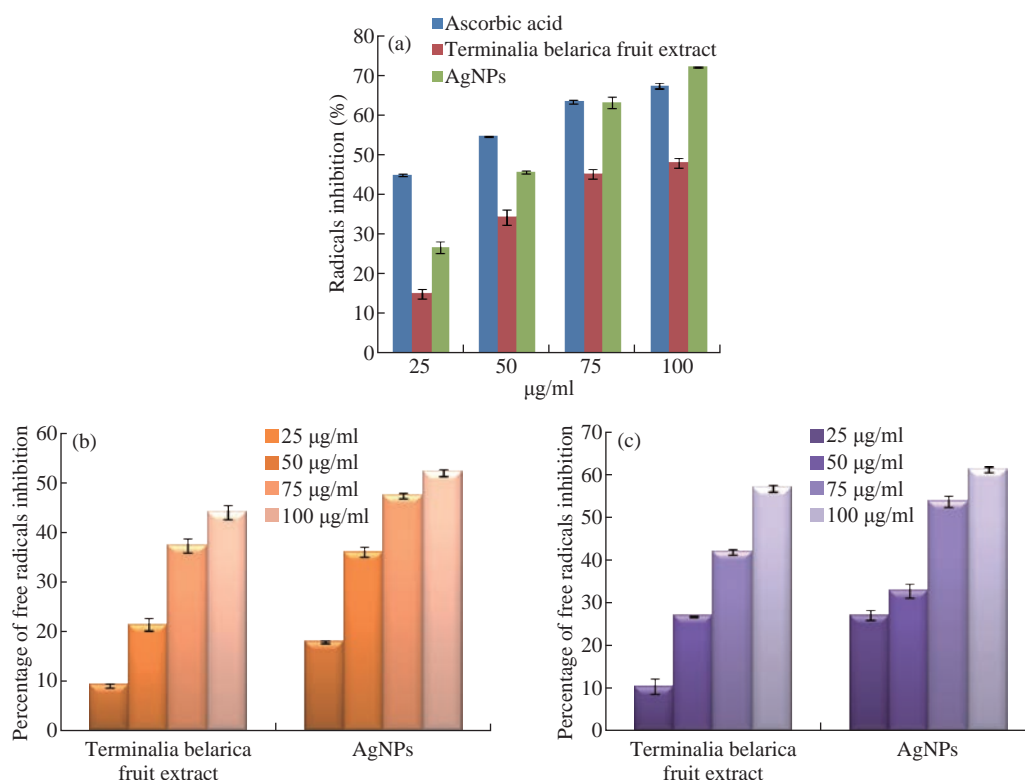 (a)
Ascorbic acid
Terminalia belarica fruit extract
AgNPs
Radicals inhibition (%)
80
70
60
50
40
30
20
10
0
25 50 75 100
µg/ml
(b)
25 µg/ml
50 µg/ml
75 µg/ml
100 µg/ml
Percentage of free radicals inhibition
60
50
40
30
20
10
0
Terminalia belarica
fruit extract
AgNPs
(c)
25 µg/ml
50 µg/ml
75 µg/ml
100 µg/ml
Percentage of free radicals inhibition
70
60
50
40
30
20
10
0
Terminalia belarica
fruit extract
AgNPs